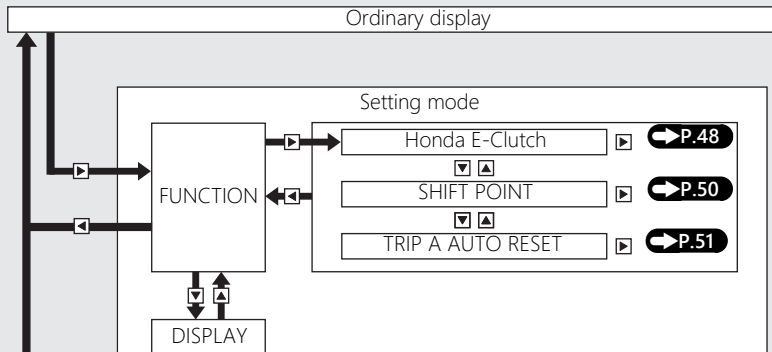 Ordinary display
Setting mode
Honda E-Clutch
P.48
FUNCTION
SHIFT POINT
P.50
TRIP A AUTO RESET
P.51
DISPLAY